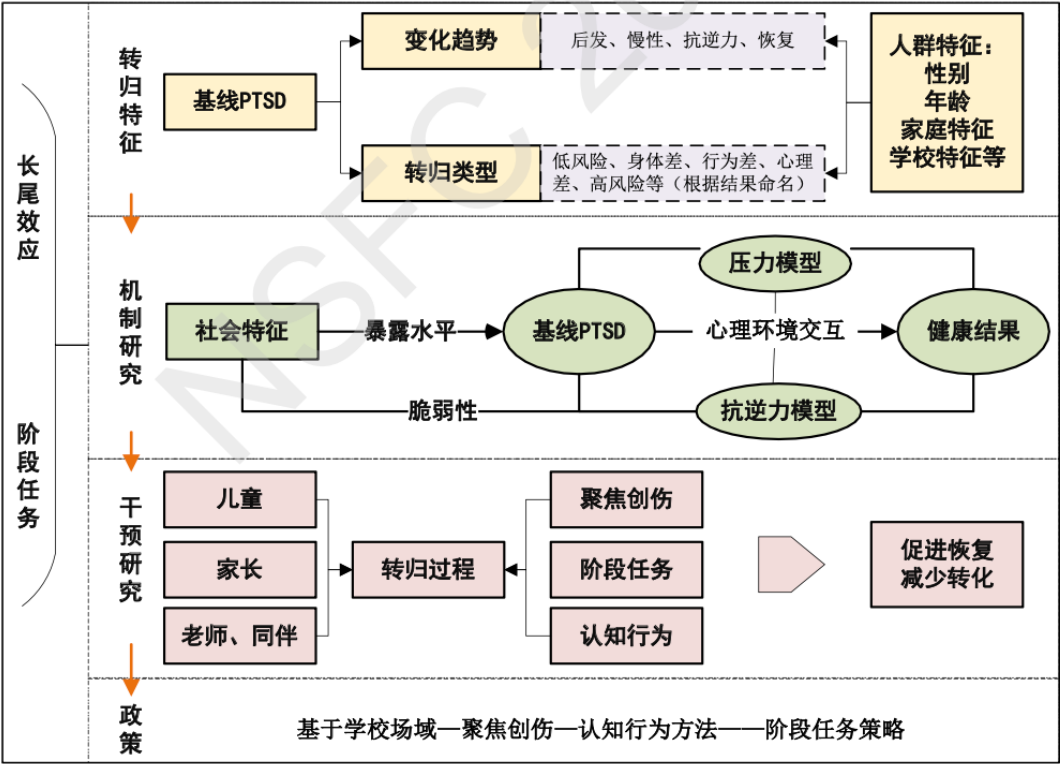 长尾效应
阶段任务
转归特征
基线PTSD
变化趋势
后发、慢性、抗逆力、恢复
转归类型
低风险、身体差、行为差、心理
差、高风险等（根据结果命名）
人群特征：
性别
年龄
家庭特征
学校特征等
机制研究
社会特征
暴露水平
基线PTSD
压力模型
心理环境交互
健康结果
脆弱性
抗逆力模型
干预研究
儿童
家长
老师、同伴
转归过程
聚焦创伤
阶段任务
认知行为
促进恢复
减少转化
政策
基于学校场域—聚焦创伤—认知行为方法——阶段任务策略
NSFC 20